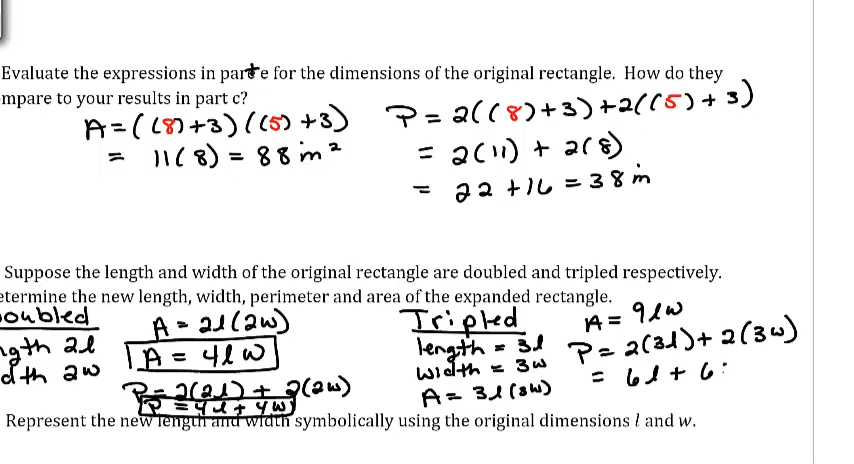 Evaluate the expressions in part e for the dimensions of the original rectangle. How do they
mpare to your results in part c?
A = ((8)+3)((5)+3)
= 11(8) = 88 in²
P = 2((8)+3)+2((5)+3)
= 2(11) + 2(8)
= 22 + 16 = 38 in
Suppose the length and width of the original rectangle are doubled and tripled respectively.
etermine the new length, width, perimeter and area of the expanded rectangle.
oubled
ngth 2l
dth 2w
A = 2l(2w)
A = 4lw
P = 2(2l) + 2(2w)
P = 4l + 4w
Tripled
length = 3l
width = 3w
A = 3l(3w)
A = 9lw
P = 2(3l) + 2(3w)
= 6l + 6
Represent the new length and width symbolically using the original dimensions l and w.